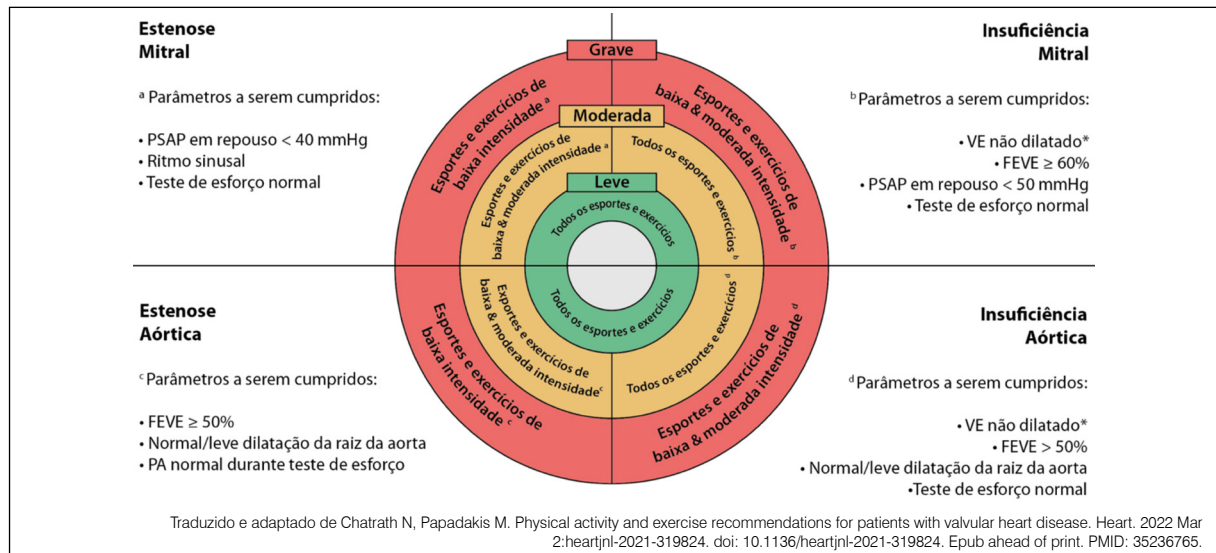 Estenose
Mitral
ᵃ Parâmetros a serem cumpridos:
• PSAP em repouso < 40 mmHg
• Ritmo sinusal
• Teste de esforço normal
Insuficiência
Mitral
ᵇ Parâmetros a serem cumpridos:
• VE não dilatado*
• FEVE ≥ 60%
• PSAP em repouso < 50 mmHg
• Teste de esforço normal
Grave
Esportes e exercícios de
baixa intensidade ᵃ
Esportes e exercícios de
baixa & moderada intensidade ᵇ
Moderada
Esportes e exercícios de
baixa & moderada intensidade ᵃ
Todos os esportes e exercícios ᵇ
Leve
Todos os esportes e exercícios
Todos os esportes e exercícios
Exportes e exercícios de
baixa & moderada intensidade ᶜ
Todos os esportes e exercícios ᵈ
Esportes e exercícios de
baixa intensidade ᶜ
Esportes e exercícios de
baixa & moderada intensidade ᵈ
Estenose
Aórtica
ᶜ Parâmetros a serem cumpridos:
• FEVE ≥ 50%
• Normal/leve dilatação da raiz da aorta
• PA normal durante teste de esforço
Insuficiência
Aórtica
ᵈ Parâmetros a serem cumpridos:
• VE não dilatado*
• FEVE > 50%
• Normal/leve dilatação da raiz da aorta
•Teste de esforço normal
Traduzido e adaptado de Chatrath N, Papadakis M. Physical activity and exercise recommendations for patients with valvular heart disease. Heart. 2022 Mar
2:heartjnl-2021-319824. doi: 10.1136/heartjnl-2021-319824. Epub ahead of print. PMID: 35236765.